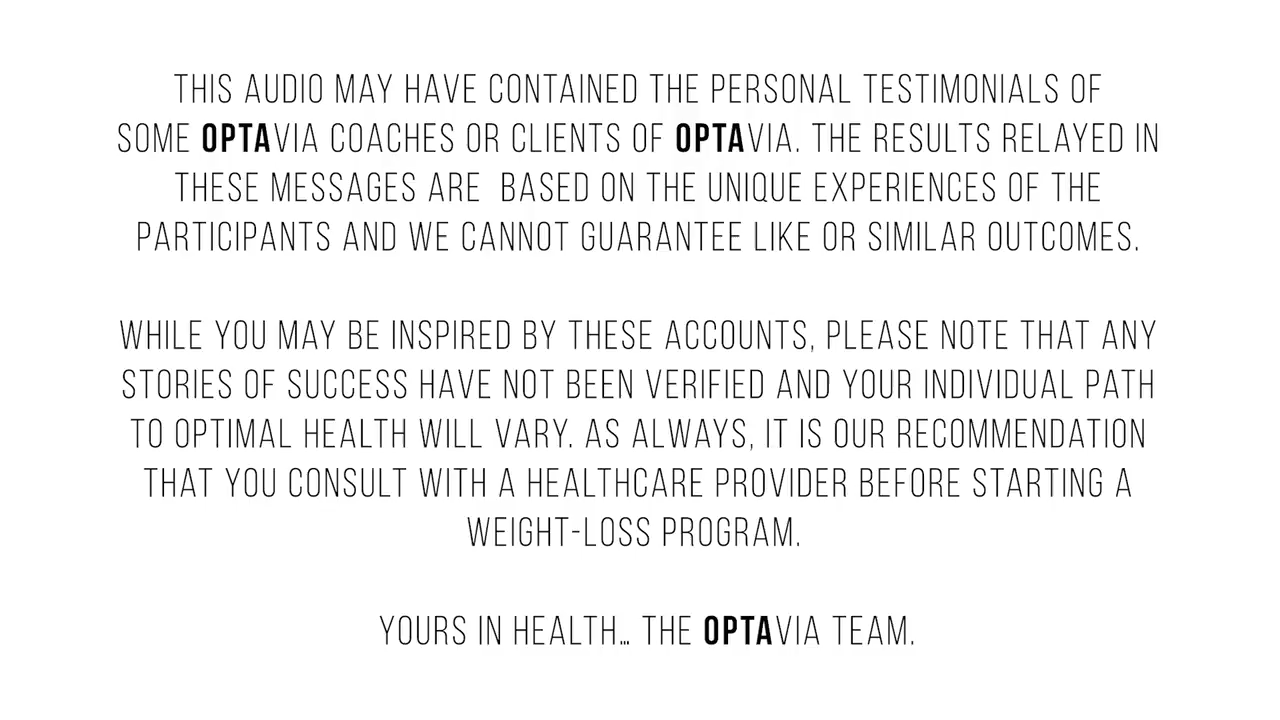 THIS AUDIO MAY HAVE CONTAINED THE PERSONAL TESTIMONIALS OF
SOME OPTAVIA COACHES OR CLIENTS OF OPTAVIA. THE RESULTS RELAYED IN
THESE MESSAGES ARE BASED ON THE UNIQUE EXPERIENCES OF THE
PARTICIPANTS AND WE CANNOT GUARANTEE LIKE OR SIMILAR OUTCOMES.
WHILE YOU MAY BE INSPIRED BY THESE ACCOUNTS, PLEASE NOTE THAT ANY
STORIES OF SUCCESS HAVE NOT BEEN VERIFIED AND YOUR INDIVIDUAL PATH
TO OPTIMAL HEALTH WILL VARY. AS ALWAYS, IT IS OUR RECOMMENDATION
THAT YOU CONSULT WITH A HEALTHCARE PROVIDER BEFORE STARTING A
WEIGHT-LOSS PROGRAM.
YOURS IN HEALTH... THE OPTAVIA TEAM.